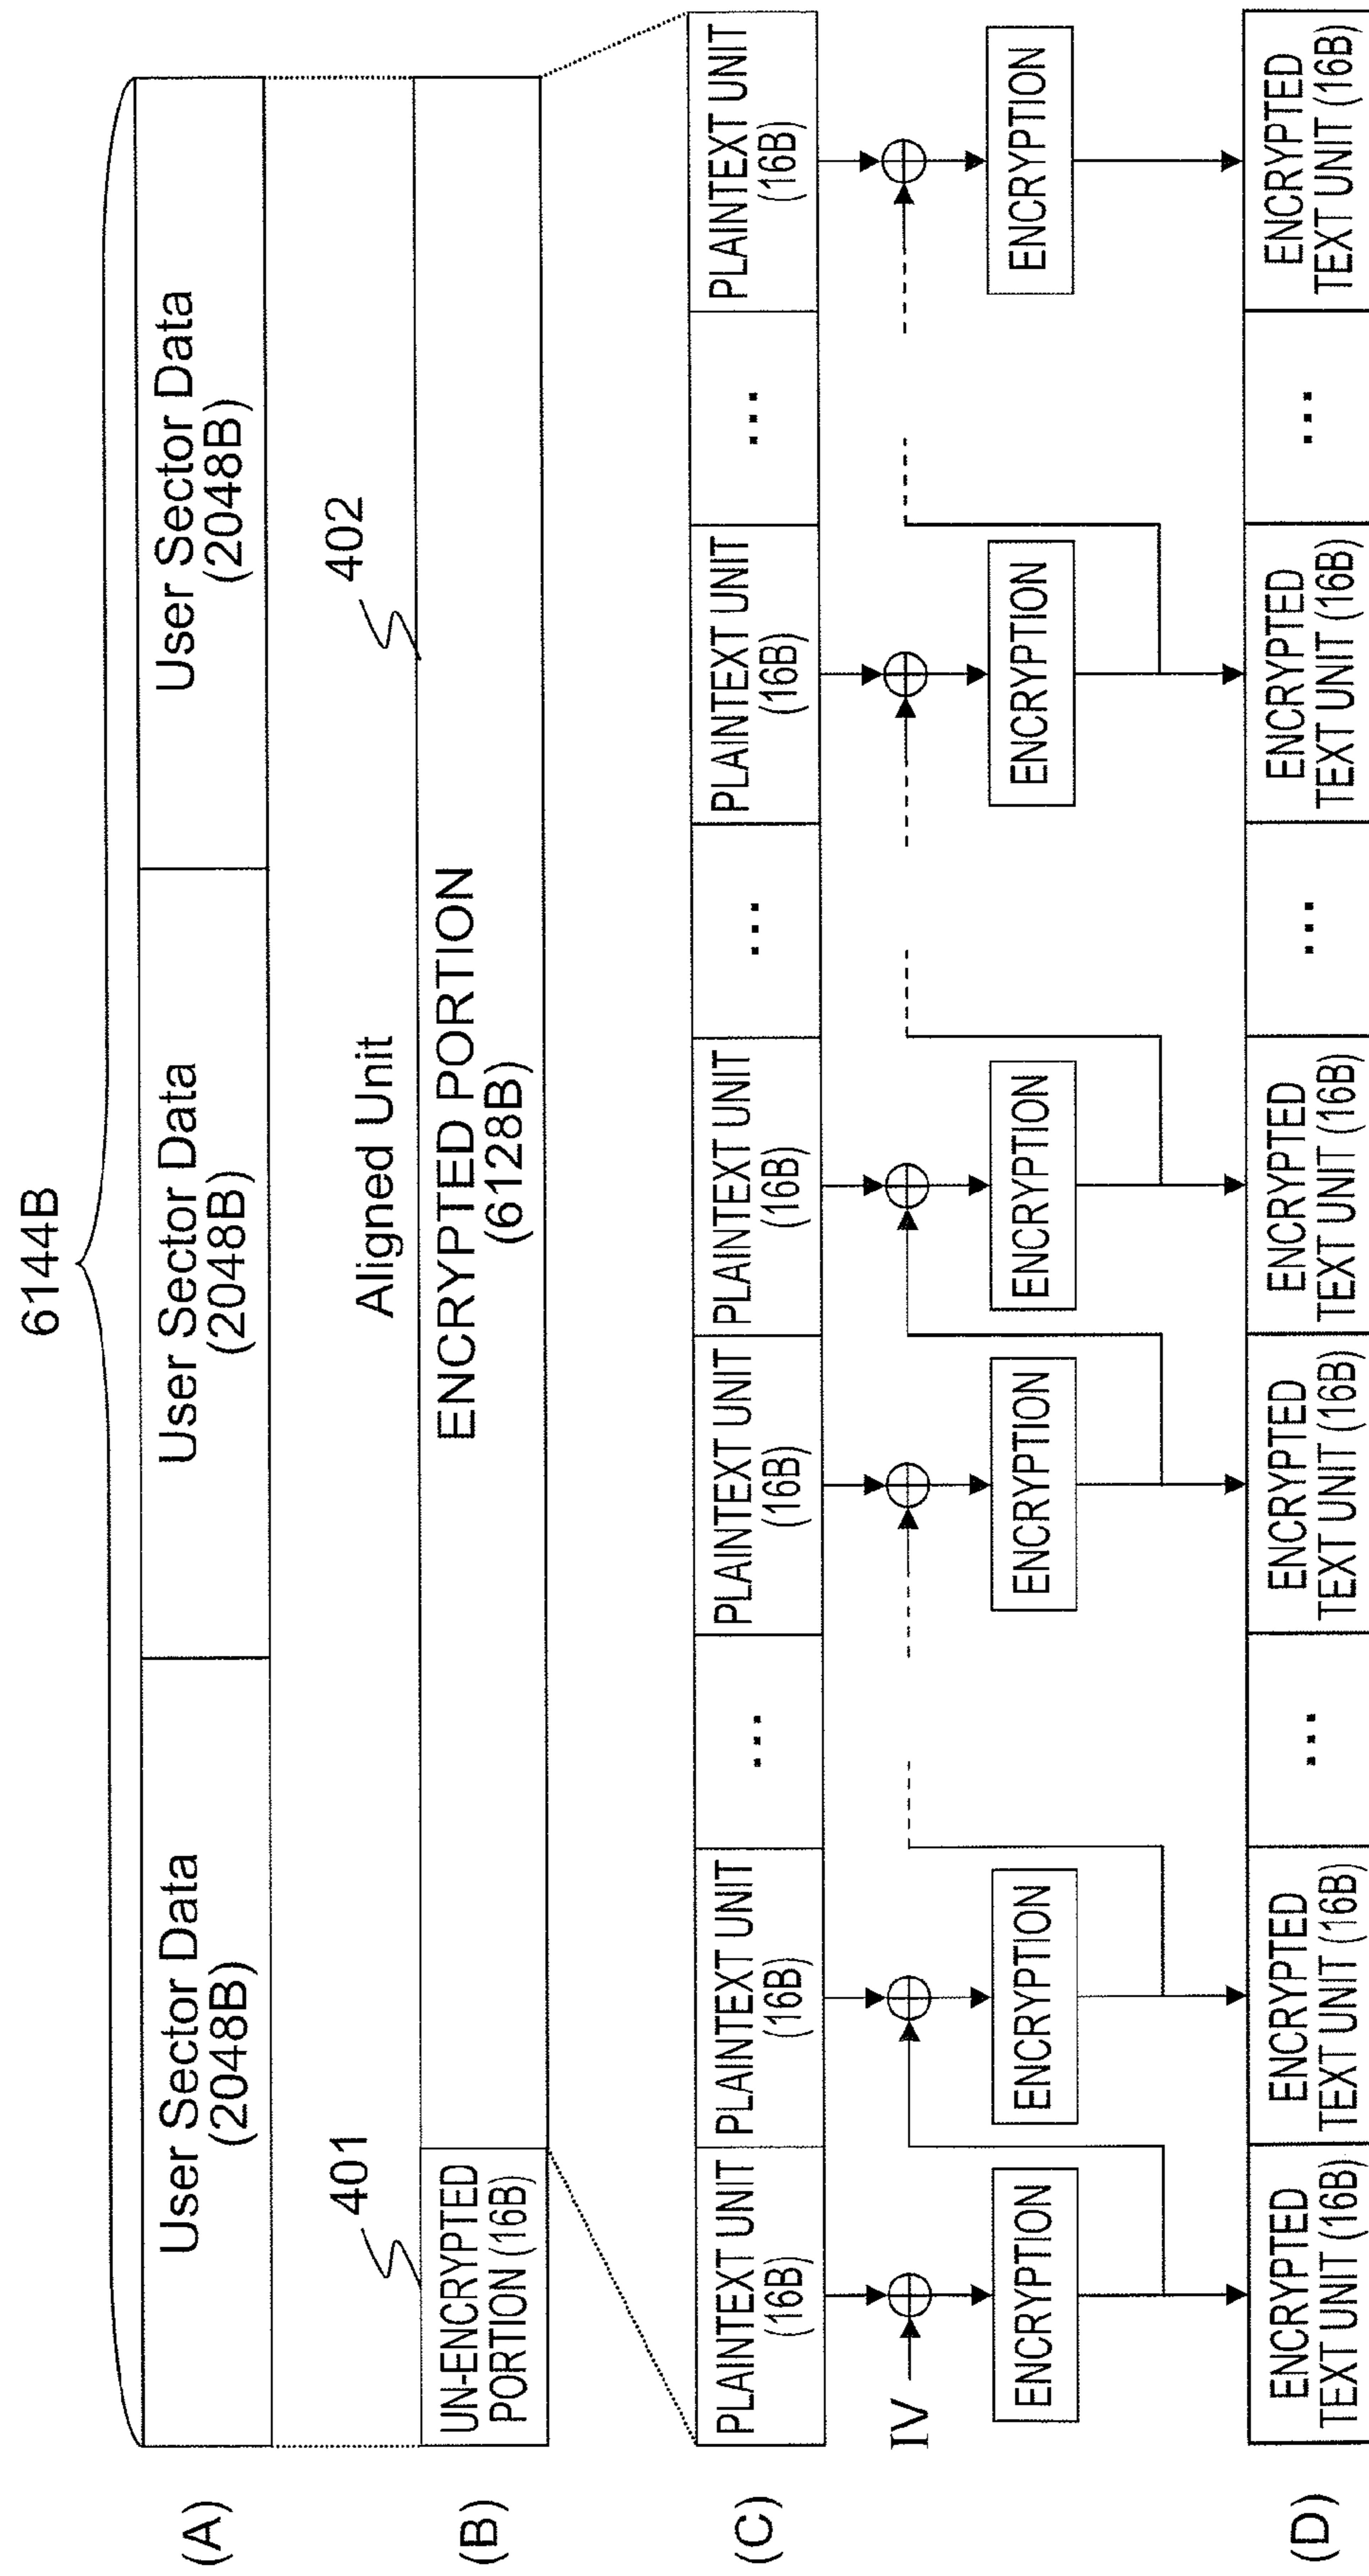 6144B
(A)
User Sector Data
(2048B)
User Sector Data
(2048B)
User Sector Data
(2048B)
401
Aligned Unit
402
(B)
UN-ENCRYPTED
PORTION (16B)
ENCRYPTED PORTION
(6128B)
(C)
PLAINTEXT UNIT
(16B)
PLAINTEXT UNIT
(16B)
...
PLAINTEXT UNIT
(16B)
PLAINTEXT UNIT
(16B)
...
PLAINTEXT UNIT
(16B)
...
PLAINTEXT UNIT
(16B)
IV
ENCRYPTION
ENCRYPTION
ENCRYPTION
ENCRYPTION
ENCRYPTION
ENCRYPTION
(D)
ENCRYPTED
TEXT UNIT (16B)
ENCRYPTED
TEXT UNIT (16B)
...
ENCRYPTED
TEXT UNIT (16B)
ENCRYPTED
TEXT UNIT (16B)
...
ENCRYPTED
TEXT UNIT (16B)
...
ENCRYPTED
TEXT UNIT (16B)